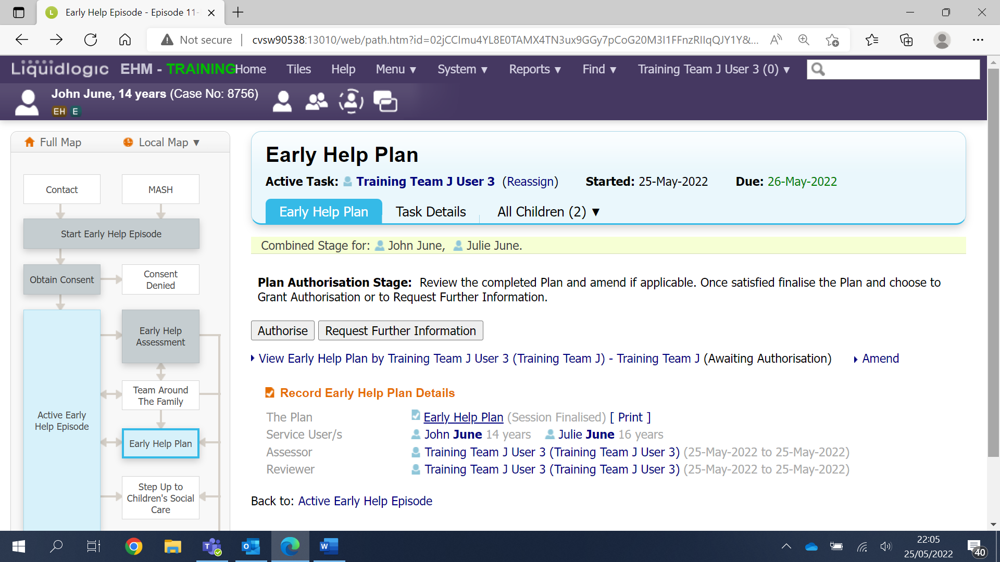 Early Help Episode - Episode 11-
Not secure
cvsw90538:13010/web/path.htm?id=02jCCImu4YL8E0TAMX4TN3ux9GGy7pCoG20M3I1FFnzRIIqQJY1Y&...
Liquidlogic EHM - TRAINING Home Tiles Help Menu ▼ System ▼ Reports ▼ Find ▼ Training Team J User 3 (0) ▼
John June, 14 years (Case No: 8756)
EH E
Full Map Local Map ▼
Contact
MASH
Start Early Help Episode
Obtain Consent
Consent
Denied
Early Help
Assessment
Team Around
The Family
Active Early
Help Episode
Early Help Plan
Step Up to
Children's Social
Care
Early Help Plan
Active Task: Training Team J User 3 (Reassign) Started: 25-May-2022 Due: 26-May-2022
Early Help Plan Task Details All Children (2) ▼
Combined Stage for: John June, Julie June.
Plan Authorisation Stage: Review the completed Plan and amend if applicable. Once satisfied finalise the Plan and choose to
Grant Authorisation or to Request Further Information.
Authorise Request Further Information
View Early Help Plan by Training Team J User 3 (Training Team J) - Training Team J (Awaiting Authorisation) Amend
Record Early Help Plan Details
The Plan Early Help Plan (Session Finalised) [ Print ]
Service User/s John June 14 years Julie June 16 years
Assessor Training Team J User 3 (Training Team J User 3) (25-May-2022 to 25-May-2022)
Reviewer Training Team J User 3 (Training Team J User 3) (25-May-2022 to 25-May-2022)
Back to: Active Early Help Episode
22:05
25/05/2022
40